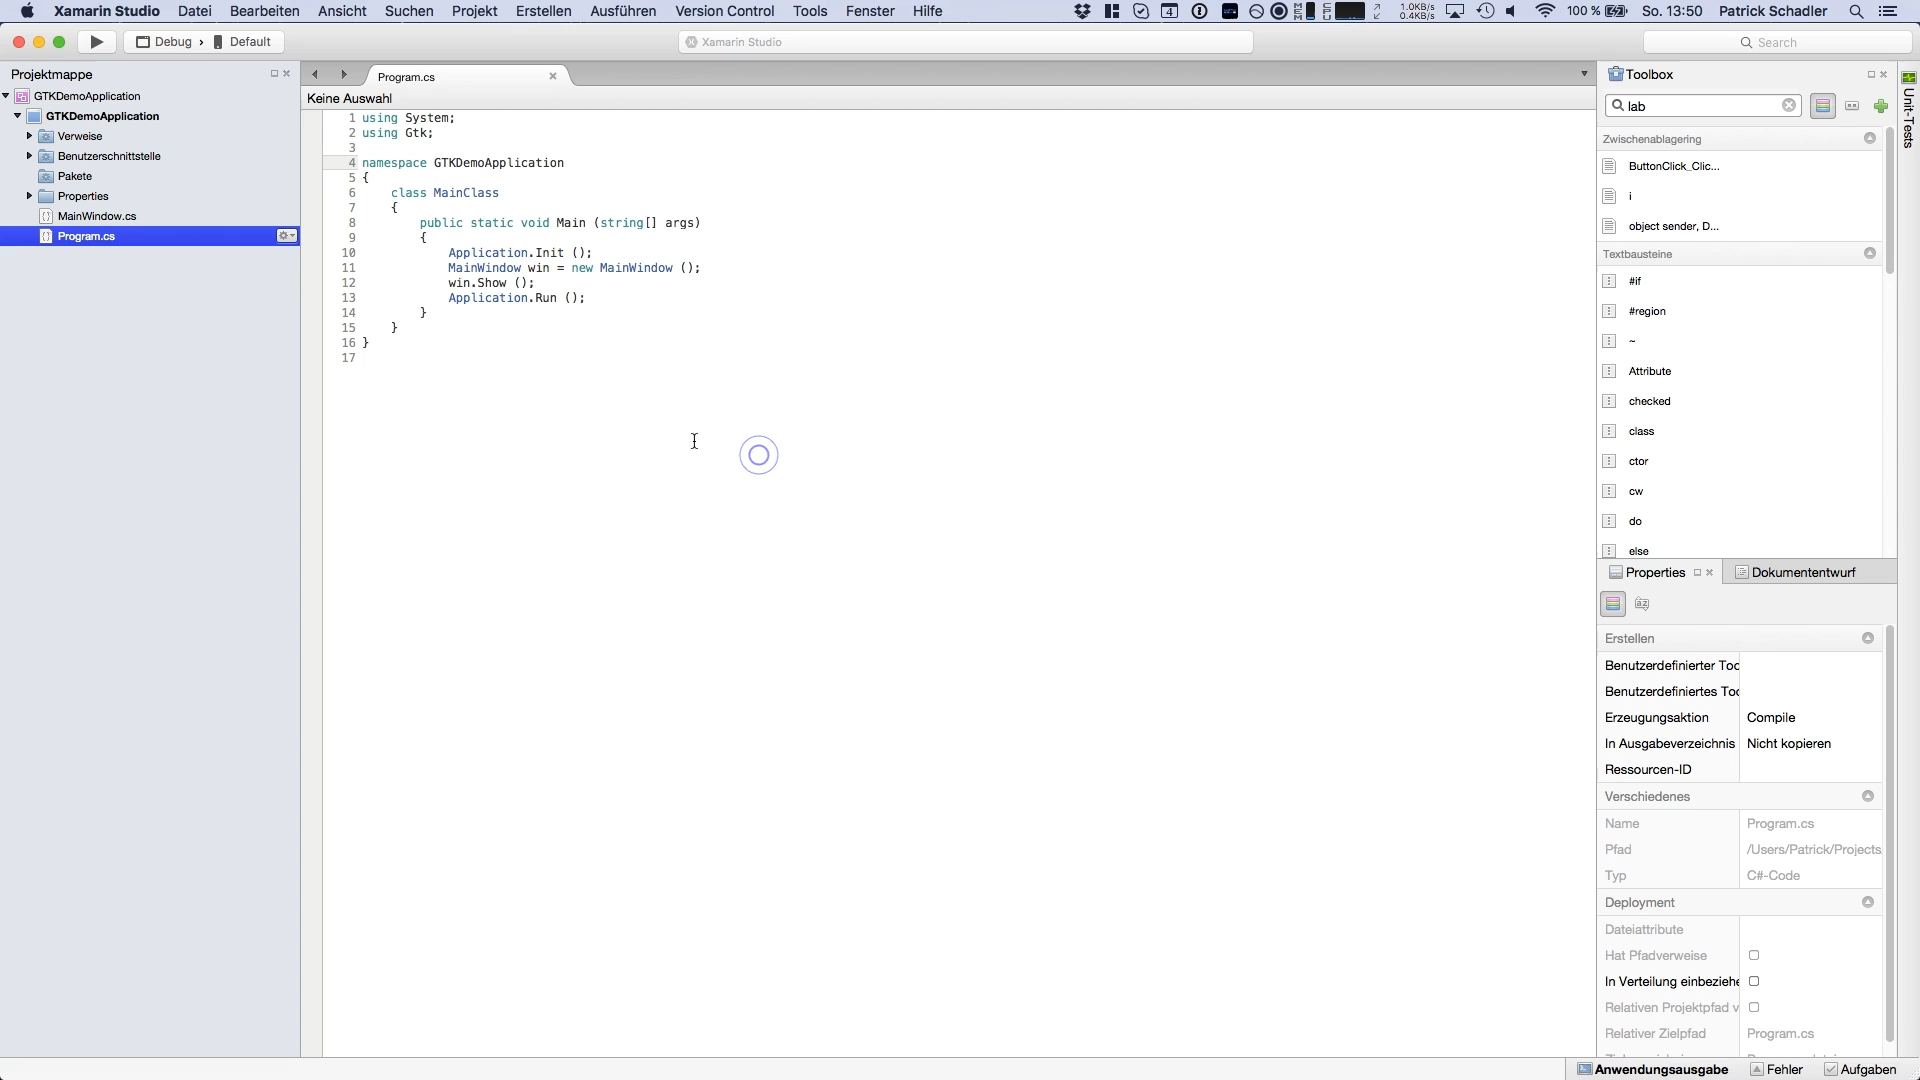 Xamarin Studio Datei Bearbeiten Ansicht Suchen Projekt Erstellen Ausführen Version Control Tools Fenster Hilfe
1.0KB/s
0.4KB/s
100 % So. 13:50 Patrick Schadler
Debug › Default
Xamarin Studio
Search
Projektmappe
GTKDemoApplication
GTKDemoApplication
Verweise
Benutzerschnittstelle
Pakete
Properties
MainWindow.cs
Program.cs
Program.cs
Keine Auswahl
1 using System;
2 using Gtk;
3
4 namespace GTKDemoApplication
5 {
6 class MainClass
7 {
8 public static void Main (string[] args)
9 {
10 Application.Init ();
11 MainWindow win = new MainWindow ();
12 win.Show ();
13 Application.Run ();
14 }
15 }
16 }
17
Toolbox
lab
Zwischenablagering
ButtonClick_Clic...
i
object sender, D...
Textbausteine
#if
#region
~
Attribute
checked
class
ctor
cw
do
else
Unit-Tests
Properties
Dokumententwurf
Erstellen
Benutzerdefinierter Toc
Benutzerdefiniertes Toc
Erzeugungsaktion Compile
In Ausgabeverzeichnis Nicht kopieren
Ressourcen-ID
Verschiedenes
Name Program.cs
Pfad /Users/Patrick/Projects
Typ C#-Code
Deployment
Dateiattribute
Hat Pfadverweise
In Verteilung einbeziehe
Relativen Projektpfad v
Relativer Zielpfad Program.cs
Anwendungsausgabe Fehler Aufgaben